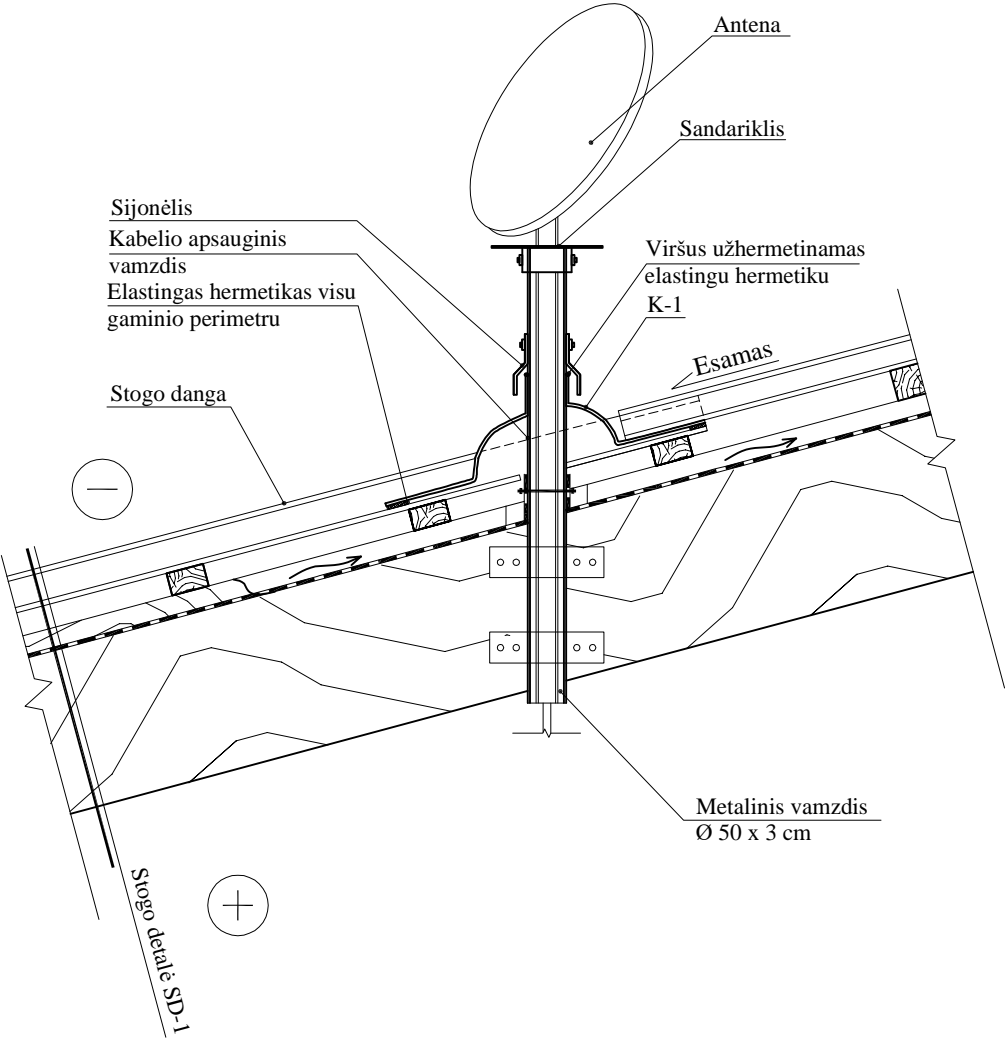 Antena
Sandariklis
Sijonėlis
Kabelio apsauginis
vamzdis
Elastingas hermetikas visu
gaminio perimetru
Viršus užhermetinamas
elastingu hermetiku
K-1
Esamas
Stogo danga
Metalinis vamzdis
Ø 50 x 3 cm
Stogo detalė SD-1